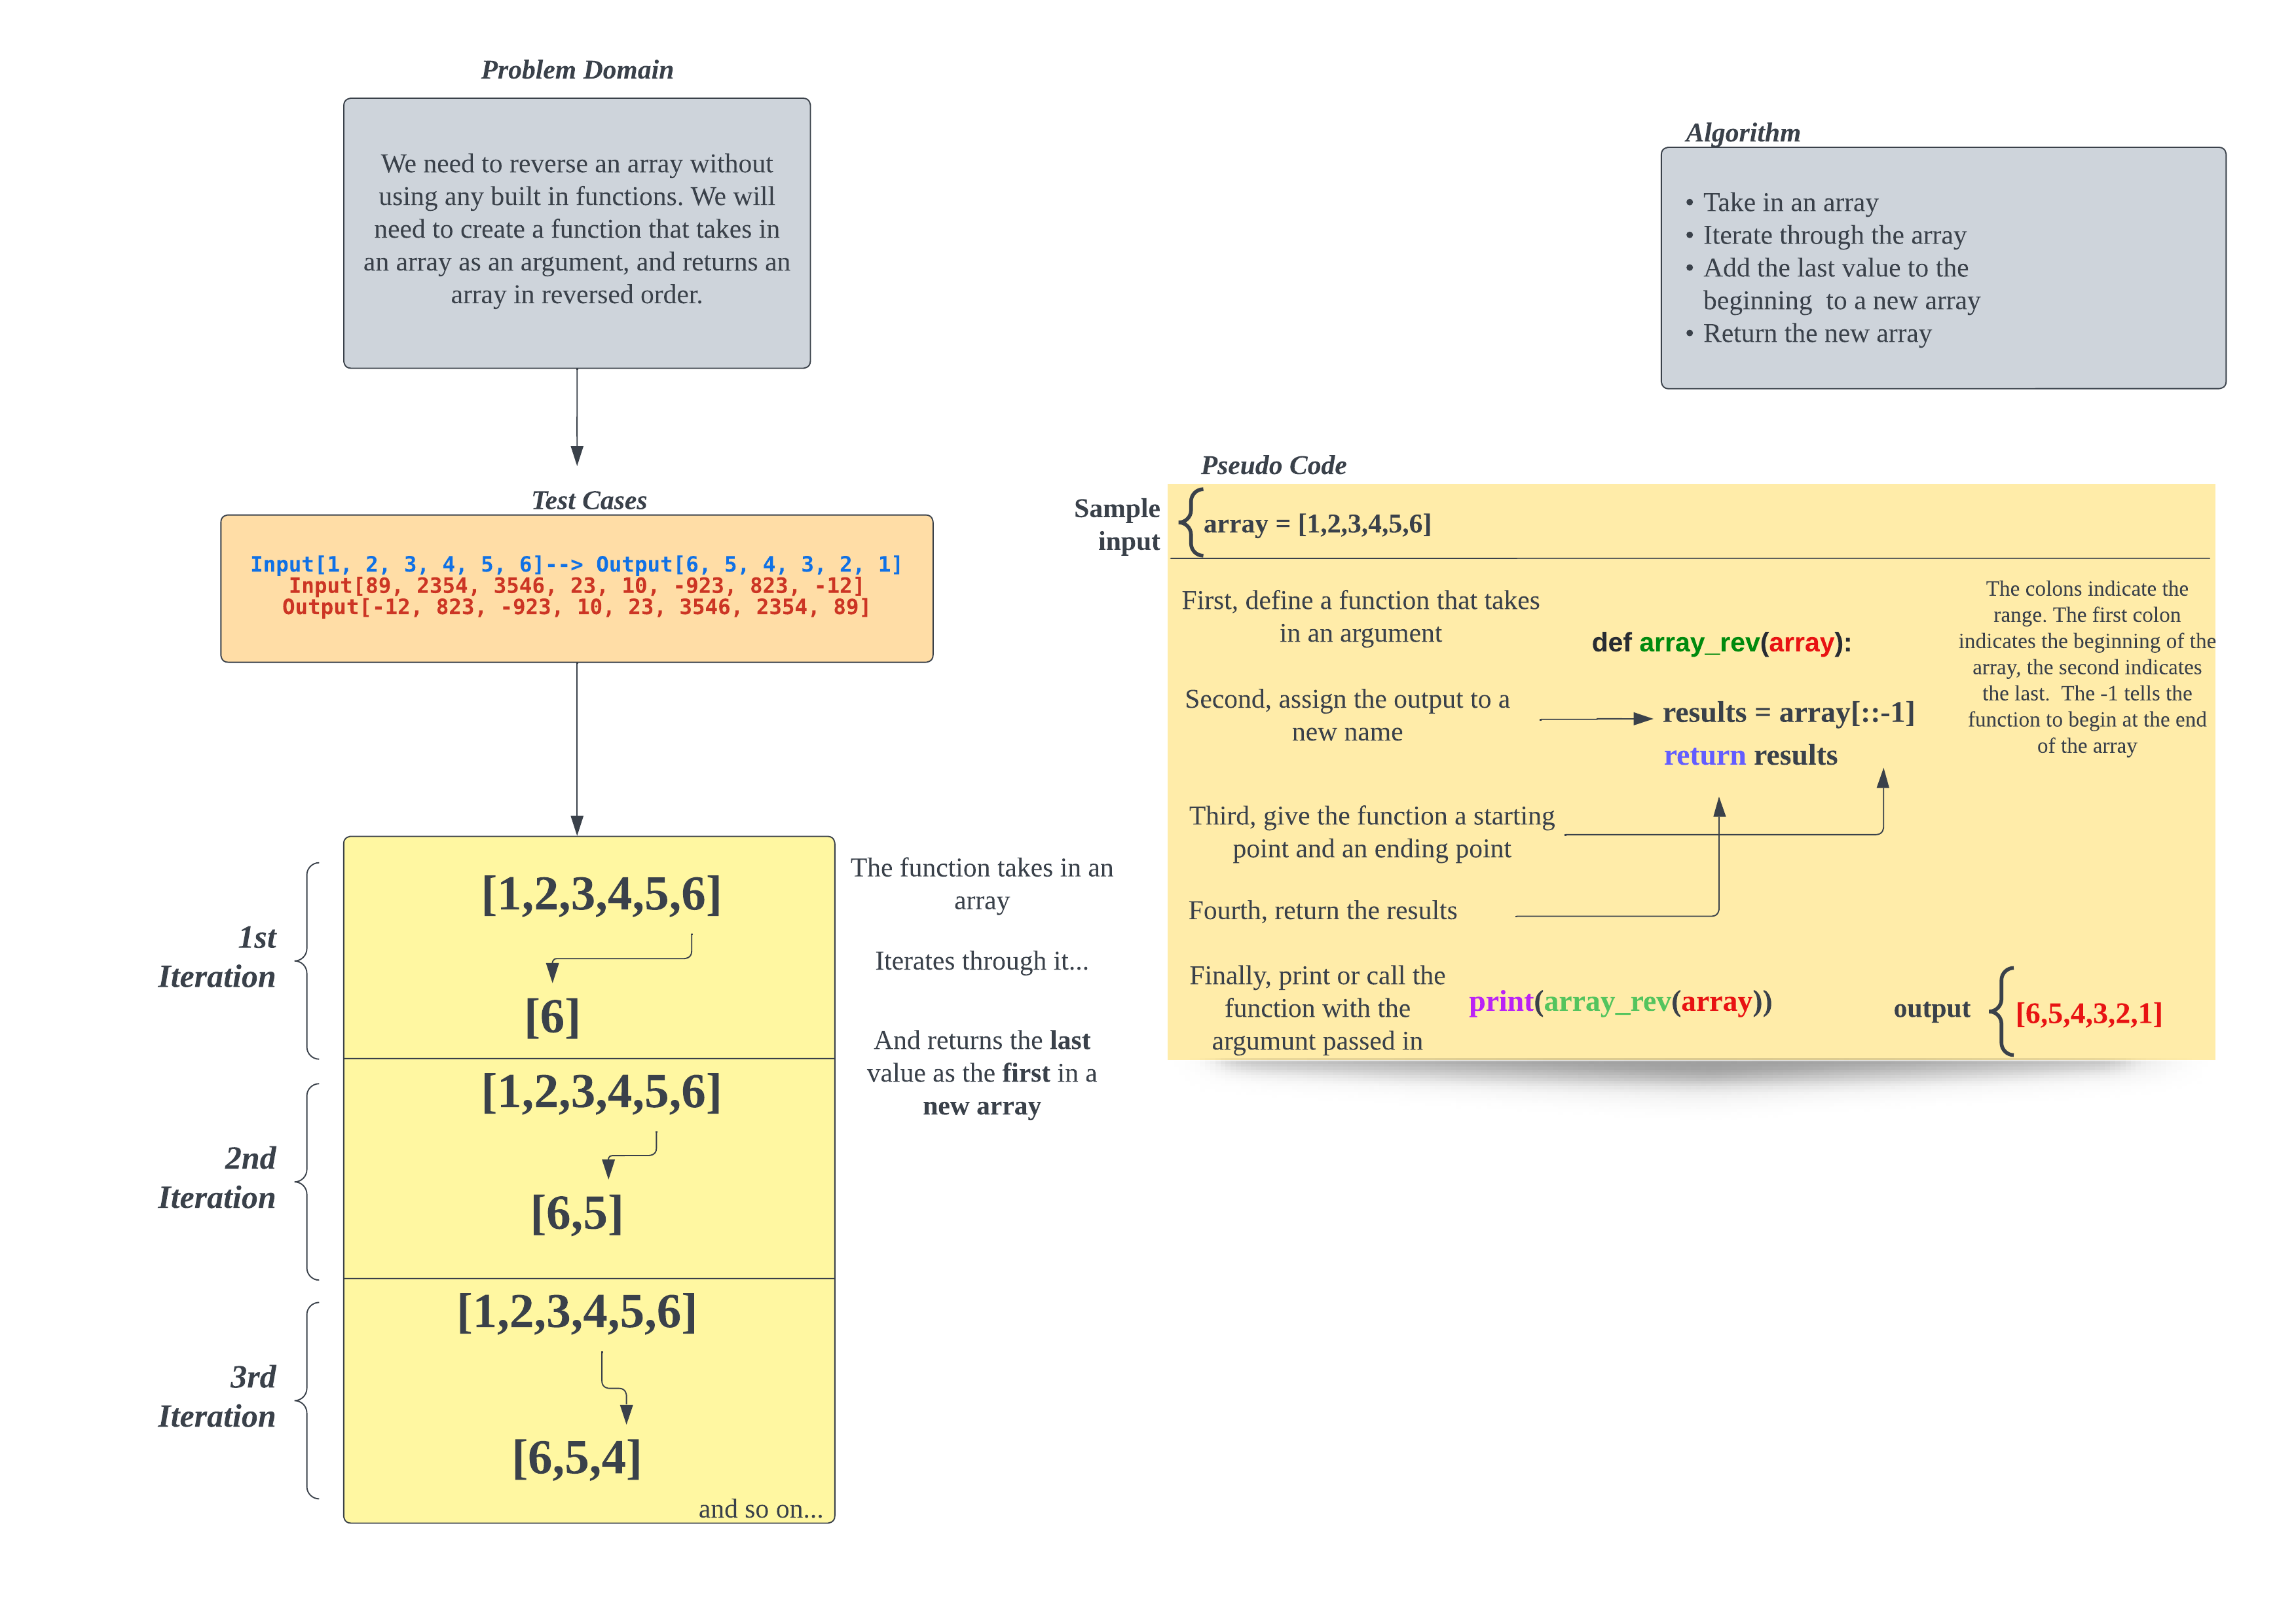 Problem Domain
We need to reverse an array without
using any built in functions. We will
need to create a function that takes in
an array as an argument, and returns an
array in reversed order.
Test Cases
Input[1, 2, 3, 4, 5, 6]--> Output[6, 5, 4, 3, 2, 1]
Input[89, 2354, 3546, 23, 10, -923, 823, -12]
Output[-12, 823, -923, 10, 23, 3546, 2354, 89]
1st
Iteration
[1,2,3,4,5,6]
[6]
2nd
Iteration
[1,2,3,4,5,6]
[6,5]
3rd
Iteration
[1,2,3,4,5,6]
[6,5,4]
and so on...
The function takes in an
array
Iterates through it...
And returns the last
value as the first in a
new array
Algorithm
• Take in an array
• Iterate through the array
• Add the last value to the
beginning  to a new array
• Return the new array
Pseudo Code
Sample
input
array = [1,2,3,4,5,6]
First, define a function that takes
in an argument
def array_rev(array):
Second, assign the output to a
new name
results = array[::-1]
return results
The colons indicate the
range. The first colon
indicates the beginning of the
array, the second indicates
the last.  The -1 tells the
function to begin at the end
of the array
Third, give the function a starting
point and an ending point
Fourth, return the results
Finally, print or call the
function with the
argumunt passed in
print(array_rev(array))
output
[6,5,4,3,2,1]